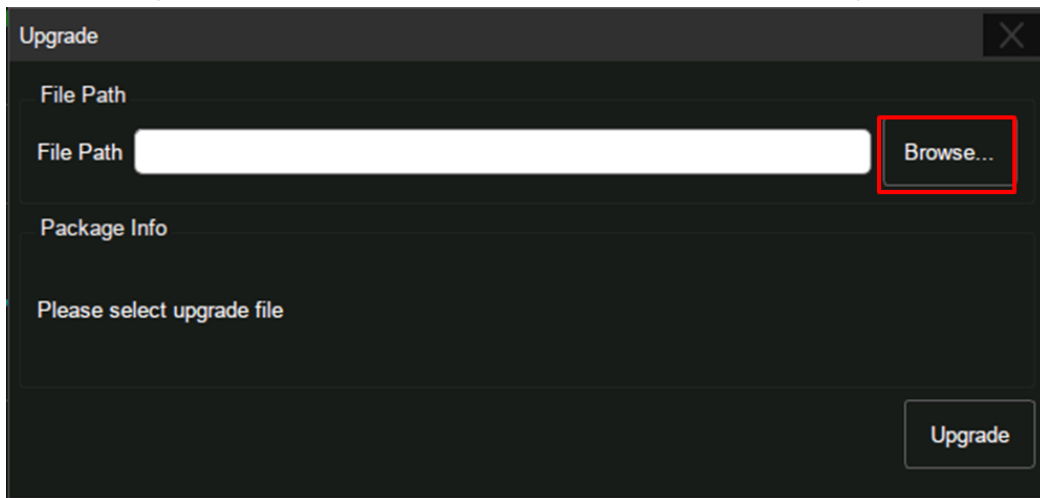 Upgrade
File Path
File Path
Browse...
Package Info
Please select upgrade file
Upgrade